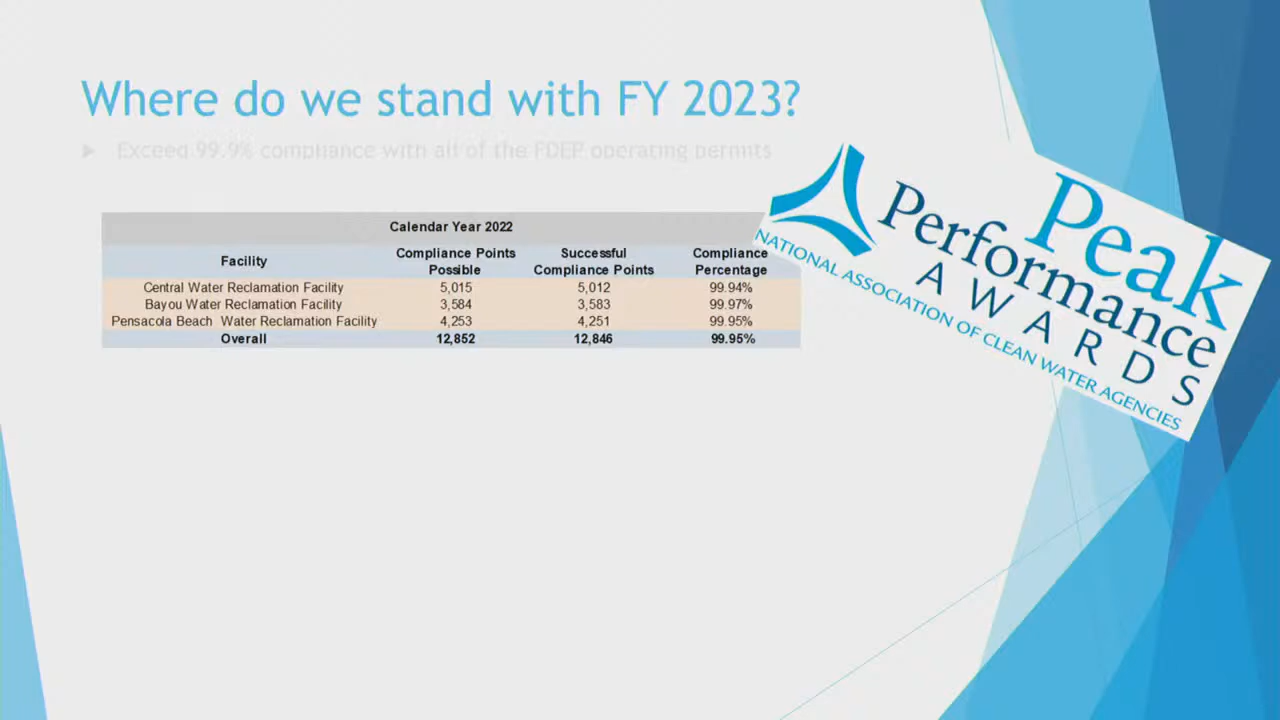 Where do we stand with FY 2023?
Exceed 99.9% compliance with all of the FDEP operating permits
Calendar Year 2022
Facility Compliance Points Possible Successful Compliance Points Compliance Percentage
Central Water Reclamation Facility 5,015 5,012 99.94%
Bayou Water Reclamation Facility 3,584 3,583 99.97%
Pensacola Beach Water Reclamation Facility 4,253 4,251 99.95%
Overall 12,852 12,846 99.95%
Peak
Performance
AWARDS
NATIONAL ASSOCIATION OF CLEAN WATER AGENCIES